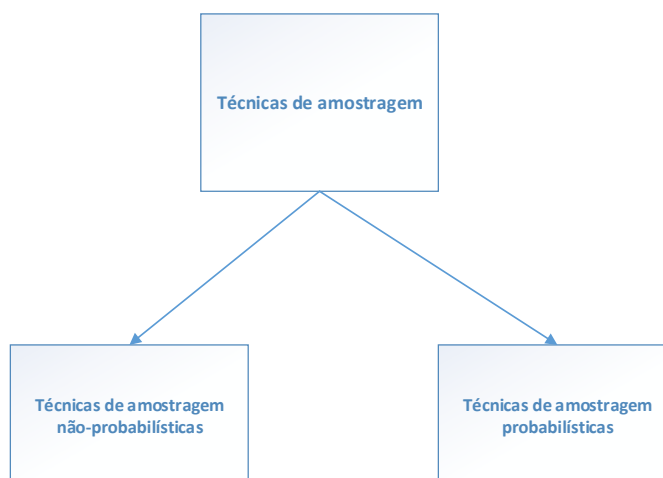 Técnicas de amostragem
Técnicas de amostragem
não-probabilísticas
Técnicas de amostragem
probabilísticas